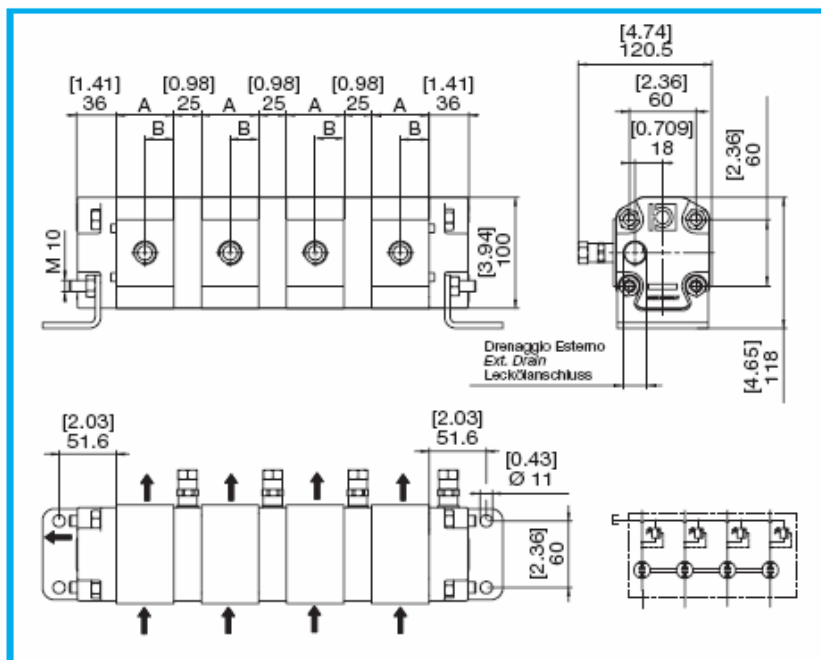 [4.74]
120.5
[1.41]
36
A
[0.98]
25
A
[0.98]
25
A
[0.98]
25
A
[1.41]
36
B
B
B
B
[2.36]
60
[0.709]
18
[2.36]
60
M 10
[3.94]
100
Drenaggio Esterno
Ext. Drain
Leckölanschluss
[4.65]
118
[2.03]
51.6
[2.03]
51.6
[0.43]
Ø 11
[2.36]
60